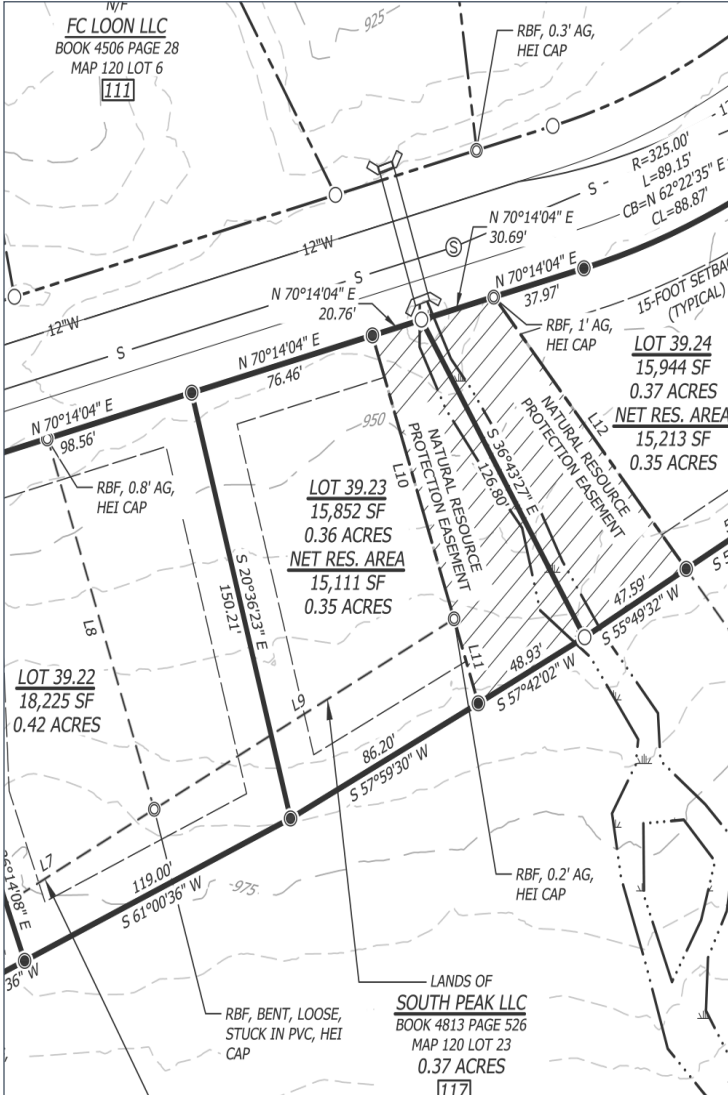 N/F
FC LOON LLC
BOOK 4506 PAGE 28
MAP 120 LOT 6
111
925
RBF, 0.3' AG,
HEI CAP
R=325.00'
L=89.15'
CB=N 62°22'35" E
CL=88.87'
S
12"W
S
N 70°14'04" E
30.69'
S
N 70°14'04" E
37.97'
15-FOOT SETBA
(TYPICAL)
N 70°14'04" E
20.76'
12"W
S
RBF, 1' AG,
HEI CAP
LOT 39.24
15,944 SF
0.37 ACRES
NET RES. AREA
15,213 SF
0.35 ACRES
N 70°14'04" E
76.46'
N 70°14'04" E
98.56'
950
L12
RBF, 0.8' AG,
HEI CAP
L10
NATURAL RESOURCE
PROTECTION EASEMENT
S 36°43'27" E
126.80'
NATURAL RESOURCE
PROTECTION EASEMENT
LOT 39.23
15,852 SF
0.36 ACRES
NET RES. AREA
15,111 SF
0.35 ACRES
S 20°36'23" E
150.21'
L8
47.59'
S 55°49'32" W
S 5
L11
48.93'
S 57°42'02" W
LOT 39.22
18,225 SF
0.42 ACRES
L9
86.20'
S 57°59'30" W
L7
119.00'
S 61°00'36" W
975
6°14'08" E
36" W
RBF, 0.2' AG,
HEI CAP
RBF, BENT, LOOSE,
STUCK IN PVC, HEI
CAP
LANDS OF
SOUTH PEAK LLC
BOOK 4813 PAGE 526
MAP 120 LOT 23
0.37 ACRES
117